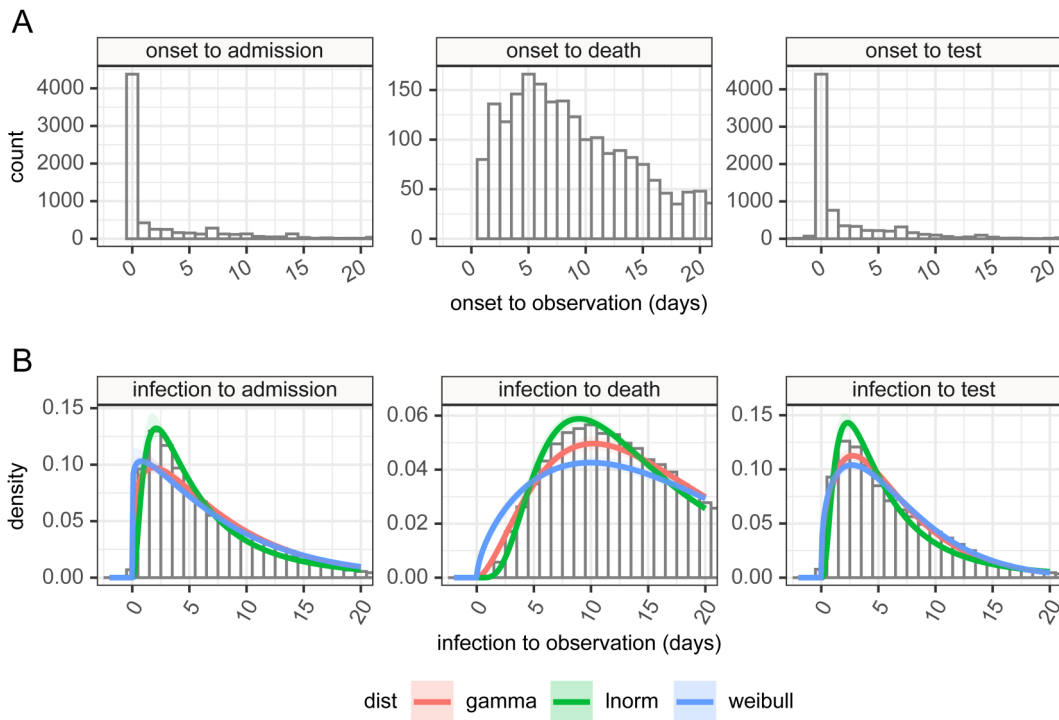 A
onset to admission onset to death onset to test
count
4000
3000
2000
1000
0
150
100
50
0
4000
3000
2000
1000
0
0 5 10 15 20 0 5 10 15 20 0 5 10 15 20
onset to observation (days)
B
infection to admission infection to death infection to test
density
0.15
0.10
0.05
0.00
0.06
0.04
0.02
0.00
0.15
0.10
0.05
0.00
0 5 10 15 20 0 5 10 15 20 0 5 10 15 20
infection to observation (days)
dist gamma lnorm weibull